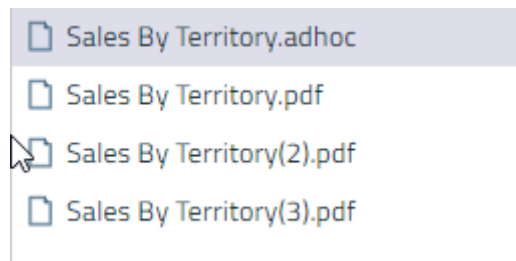 Sales By Territory.adhoc
Sales By Territory.pdf
Sales By Territory(2).pdf
Sales By Territory(3).pdf